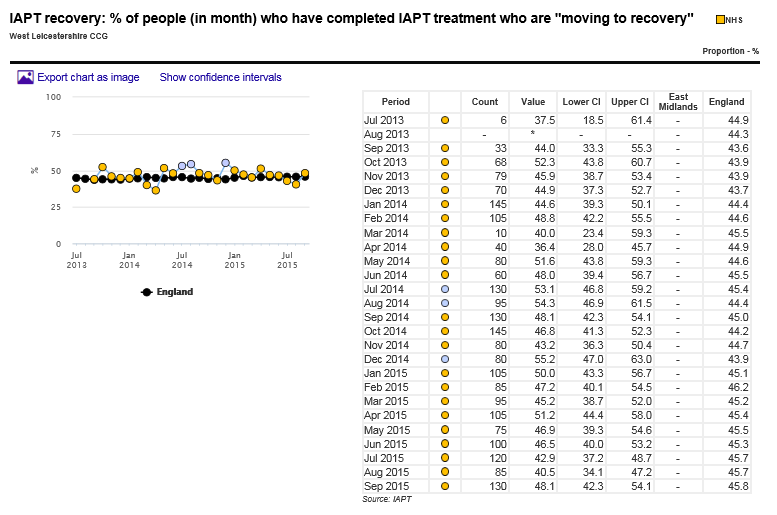 IAPT recovery: % of people (in month) who have completed IAPT treatment who are "moving to recovery"
NHS
West Leicestershire CCG
Proportion - %
Export chart as image Show confidence intervals
100
75
50
25
0
%
Jul 2013 Jan 2014 Jul 2014 Jan 2015 Jul 2015
England
Period Count Value Lower CI Upper CI East Midlands England
Jul 2013 6 37.5 18.5 61.4 - 44.9
Aug 2013 - * - - - 44.3
Sep 2013 33 44.0 33.3 55.3 - 43.6
Oct 2013 68 52.3 43.8 60.7 - 43.9
Nov 2013 79 45.9 38.7 53.4 - 43.9
Dec 2013 70 44.9 37.3 52.7 - 43.7
Jan 2014 145 44.6 39.3 50.1 - 44.4
Feb 2014 105 48.8 42.2 55.5 - 44.6
Mar 2014 10 40.0 23.4 59.3 - 45.5
Apr 2014 40 36.4 28.0 45.7 - 44.9
May 2014 80 51.6 43.8 59.3 - 44.6
Jun 2014 60 48.0 39.4 56.7 - 45.5
Jul 2014 130 53.1 46.8 59.2 - 45.4
Aug 2014 95 54.3 46.9 61.5 - 44.4
Sep 2014 130 48.1 42.3 54.1 - 45.0
Oct 2014 145 46.8 41.3 52.3 - 44.2
Nov 2014 80 43.2 36.3 50.4 - 44.7
Dec 2014 80 55.2 47.0 63.0 - 43.9
Jan 2015 105 50.0 43.3 56.7 - 45.1
Feb 2015 85 47.2 40.1 54.5 - 46.2
Mar 2015 95 45.2 38.7 52.0 - 45.2
Apr 2015 105 51.2 44.4 58.0 - 45.4
May 2015 75 46.9 39.3 54.6 - 45.5
Jun 2015 100 46.5 40.0 53.2 - 45.3
Jul 2015 120 42.9 37.2 48.7 - 45.7
Aug 2015 85 40.5 34.1 47.2 - 45.7
Sep 2015 130 48.1 42.3 54.1 - 45.8
Source: IAPT